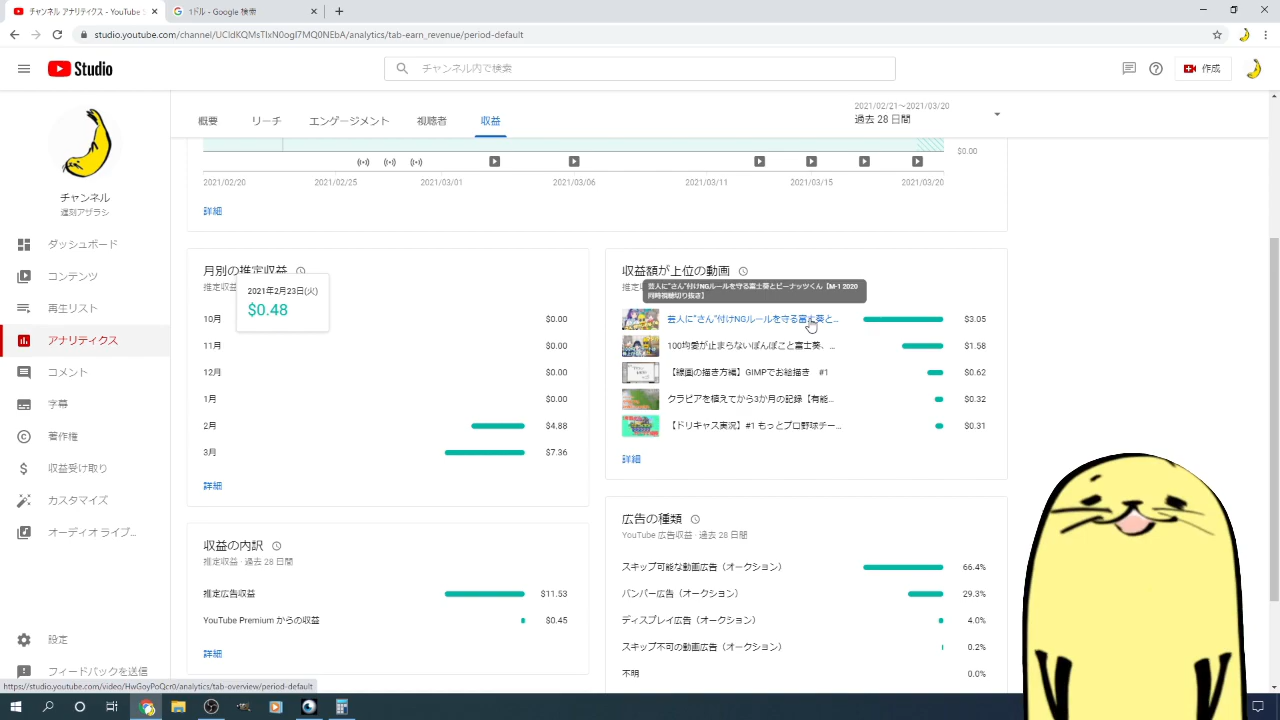 チャンネル アナリティクス - YouTube S
1ドル - Google 検索
studio.youtube.com/channel/UCIdKQMsTlxN0ogI7MQ0NEbA/analytics/tab-earn_revenue/period-default
Studio
チャンネル内で検索
作成
チャンネル
遅刻アザラシ
ダッシュボード
コンテンツ
再生リスト
アナリティクス
コメント
字幕
著作権
収益受け取り
カスタマイズ
オーディオ ライブ...
設定
フィードバックを送信
概要
リーチ
エンゲージメント
視聴者
収益
2021/02/21～2021/03/20
過去 28 日間
$0.00
2021/02/20
2021/02/25
2021/03/01
2021/03/06
2021/03/11
2021/03/15
2021/03/20
詳細
月別の推定収益
推定収益
2021年2月23日(火)
$0.48
10月 $0.00
11月 $0.00
12月 $0.00
1月 $0.00
2月 $4.88
3月 $7.36
詳細
収益の内訳
推定収益 · 過去 28 日間
推定広告収益 $11.53
YouTube Premium からの収益 $0.45
詳細
収益額が上位の動画
推定
芸人に“さん”付けNGルールを守る富士葵とピーナッツくん【M-1 2020
同時視聴切り抜き】
芸人に“さん”付けNGルールを守る富士葵と... $3.05
100均愛が止まらないぽんぽこと富士葵、... $1.58
【線画の描き方編】GIMPでお絵描き #1 $0.62
クラピアを植えてから3か月の記録【有能... $0.32
【ドリキャス実況】#1 もっとプロ野球チー... $0.31
詳細
広告の種類
YouTube 広告収益 · 過去 28 日間
スキップ可能な動画広告（オークション） 66.4%
バンパー広告（オークション） 29.3%
ディスプレイ広告（オークション） 4.0%
スキップ不可の動画広告（オークション） 0.2%
不明 0.0%
https://studio.youtube.com/video/HwGoyPoQcr0/analytics/tab-overview/period-default